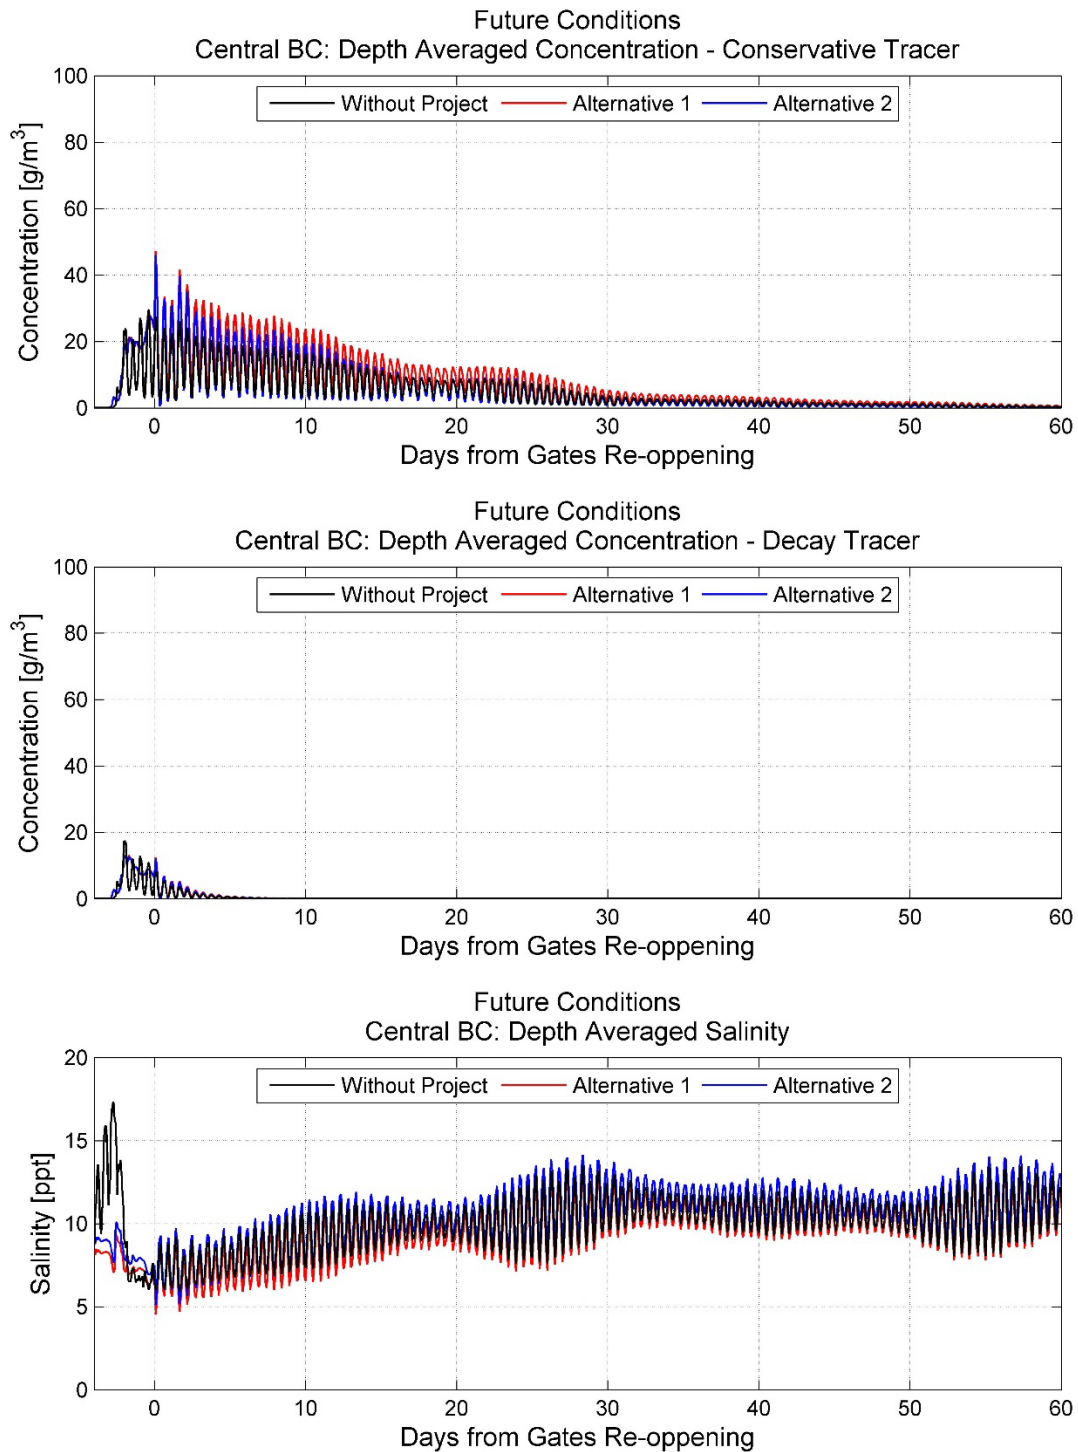 Future Conditions
Central BC: Depth Averaged Concentration - Conservative Tracer
100
80
60
40
20
0
Concentration [g/m³]
Without Project Alternative 1 Alternative 2
0 10 20 30 40 50 60
Days from Gates Re-oppening
Future Conditions
Central BC: Depth Averaged Concentration - Decay Tracer
100
80
60
40
20
0
Concentration [g/m³]
Without Project Alternative 1 Alternative 2
0 10 20 30 40 50 60
Days from Gates Re-oppening
Future Conditions
Central BC: Depth Averaged Salinity
20
15
10
5
0
Salinity [ppt]
Without Project Alternative 1 Alternative 2
0 10 20 30 40 50 60
Days from Gates Re-oppening